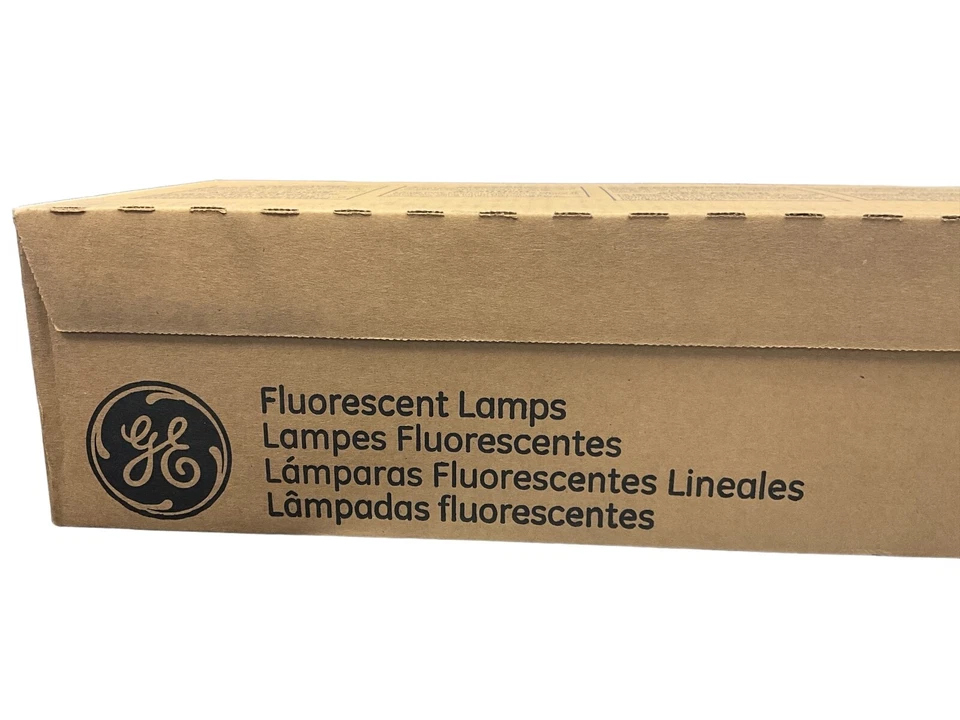 GE
Fluorescent Lamps
Lampes Fluorescentes
Lámparas Fluorescentes Lineales
Lâmpadas fluorescentes